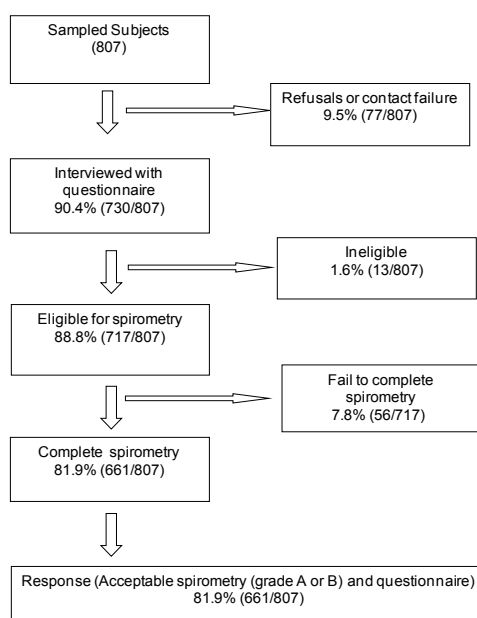 Sampled Subjects
(807)
Refusals or contact failure
9.5% (77/807)
Interviewed with
questionnaire
90.4% (730/807)
Ineligible
1.6% (13/807)
Eligible for spirometry
88.8% (717/807)
Fail to complete
spirometry
7.8% (56/717)
Complete spirometry
81.9% (661/807)
Response (Acceptable spirometry (grade A or B) and questionnaire)
81.9% (661/807)